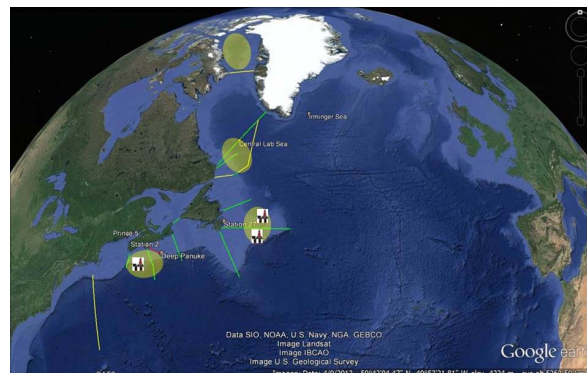 Irminger Sea
Central Lab Sea
Station 27
Prince 5
Station 2
Deep Panuke
Data SIO, NOAA, U.S. Navy, NGA, GEBCO
Image Landsat
Image IBCAO
Image U.S. Geological Survey
Google earth